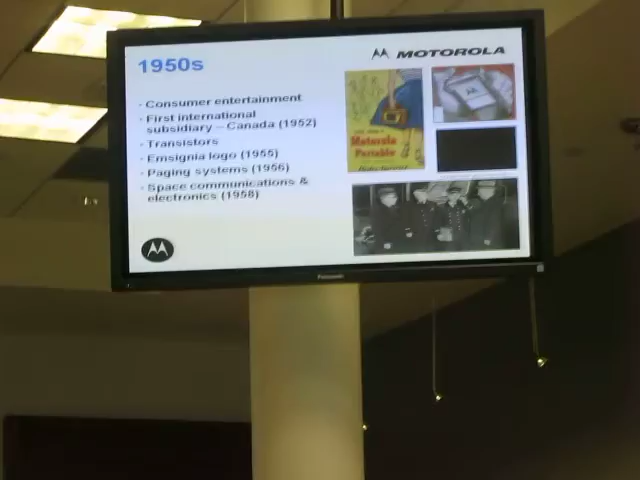 1950s
MOTOROLA
- Consumer entertainment
- First international
subsidiary – Canada (1952)
- Transistors
- Emsignia logo (1955)
- Paging systems (1956)
- Space communications &
electronics (1958)
Motorola
Portable
Panasonic